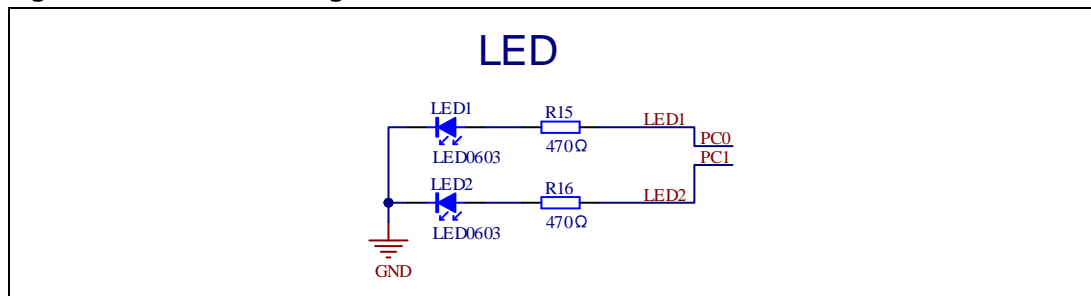 LED
LED1
R15
LED1
PC0
LED0603
470Ω
PC1
LED2
R16
LED2
LED0603
470Ω
GND